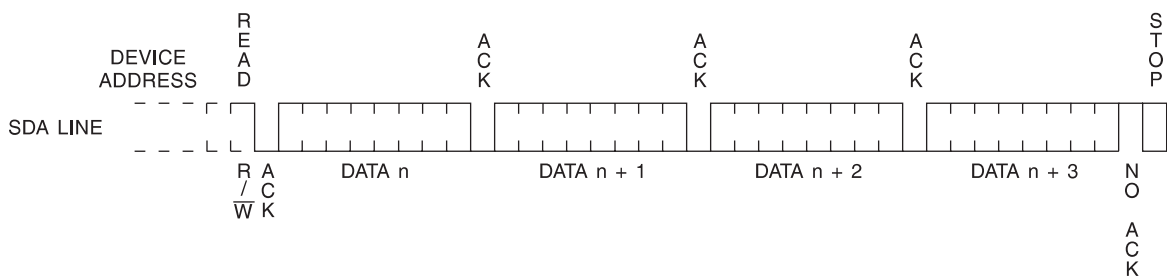 READ
ACK
ACK
ACK
STOP
DEVICE
ADDRESS
SDA LINE
R/W
ACK
DATA n
DATA n + 1
DATA n + 2
DATA n + 3
NO ACK